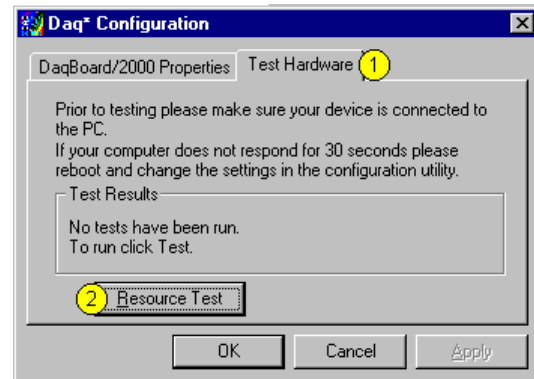 Daq* Configuration
DaqBoard/2000 Properties
Test Hardware 1
Prior to testing please make sure your device is connected to
the PC.
If your computer does not respond for 30 seconds please
reboot and change the settings in the configuration utility.
Test Results
No tests have been run.
To run click Test.
2 Resource Test
OK
Cancel
Apply